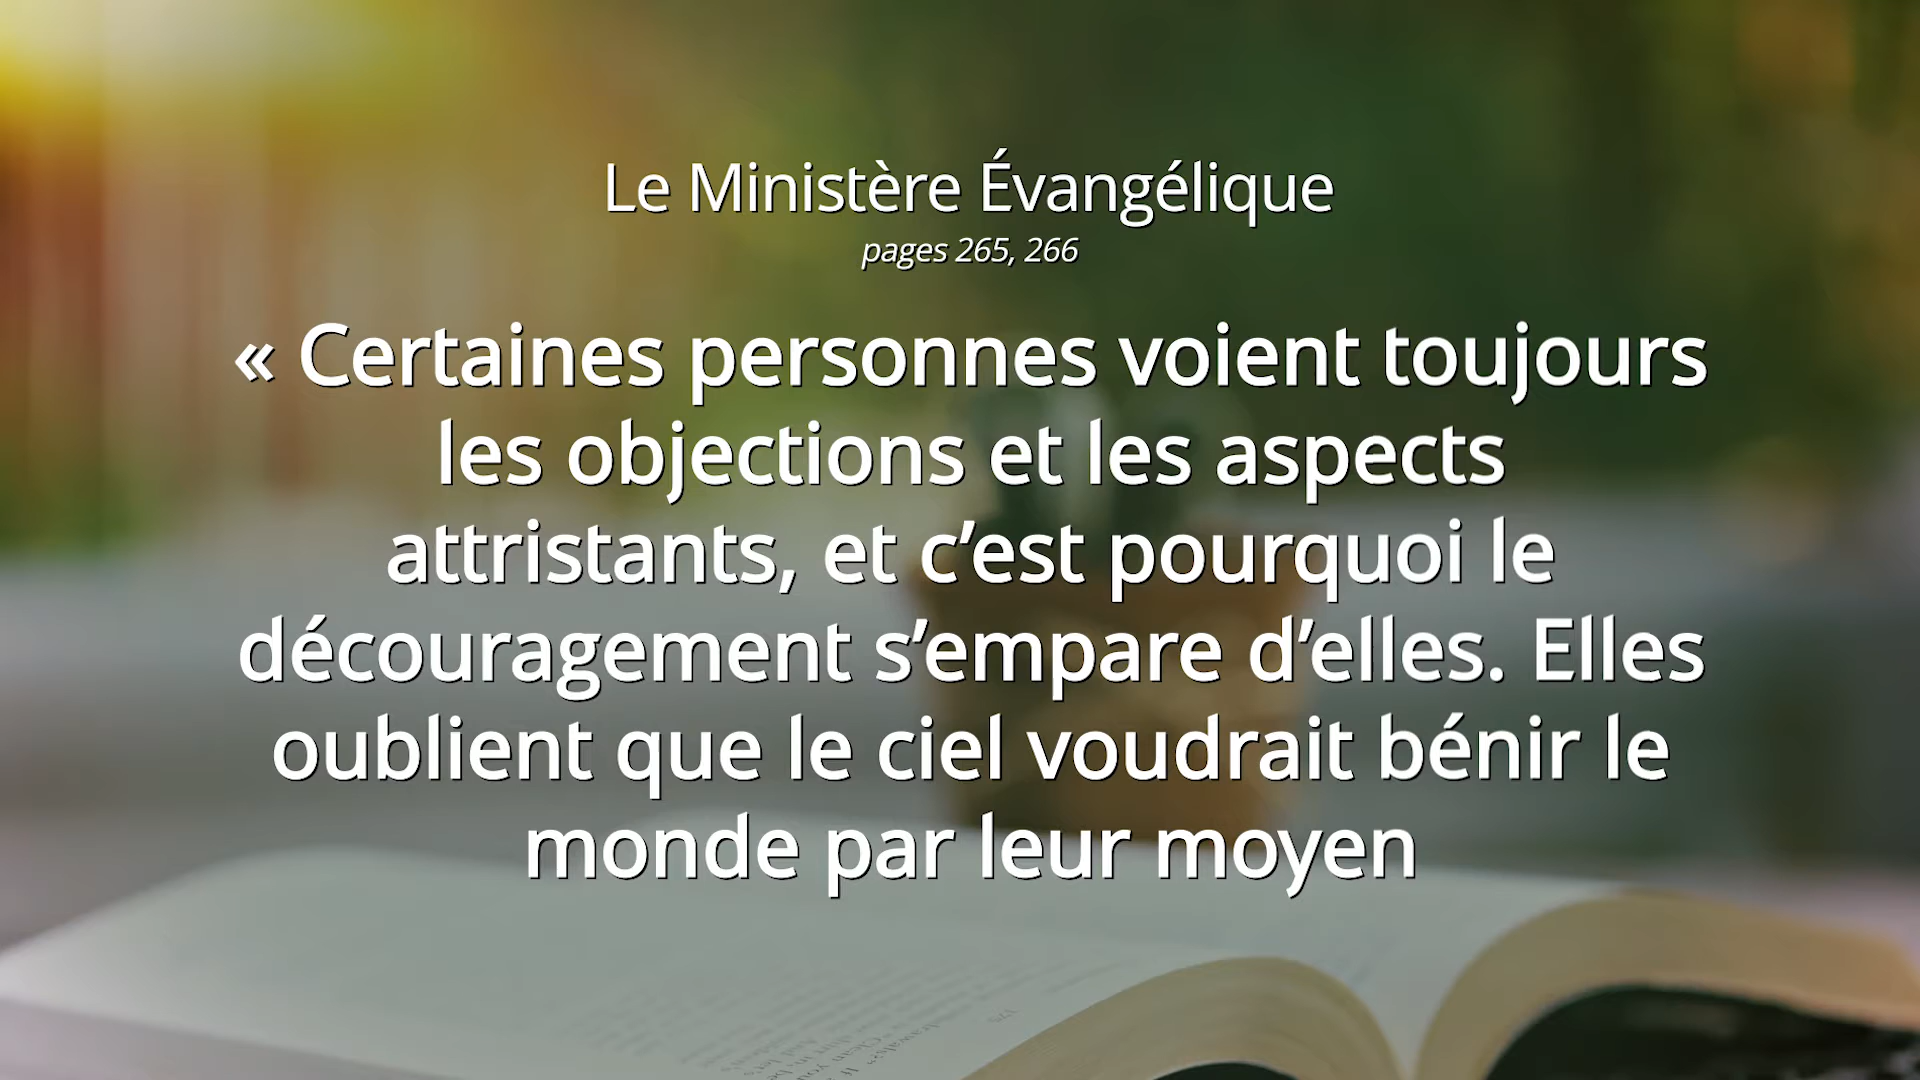 Le Ministère Évangélique
pages 265, 266
« Certaines personnes voient toujours
les objections et les aspects
attristants, et c’est pourquoi le
découragement s’empare d’elles. Elles
oublient que le ciel voudrait bénir le
monde par leur moyen